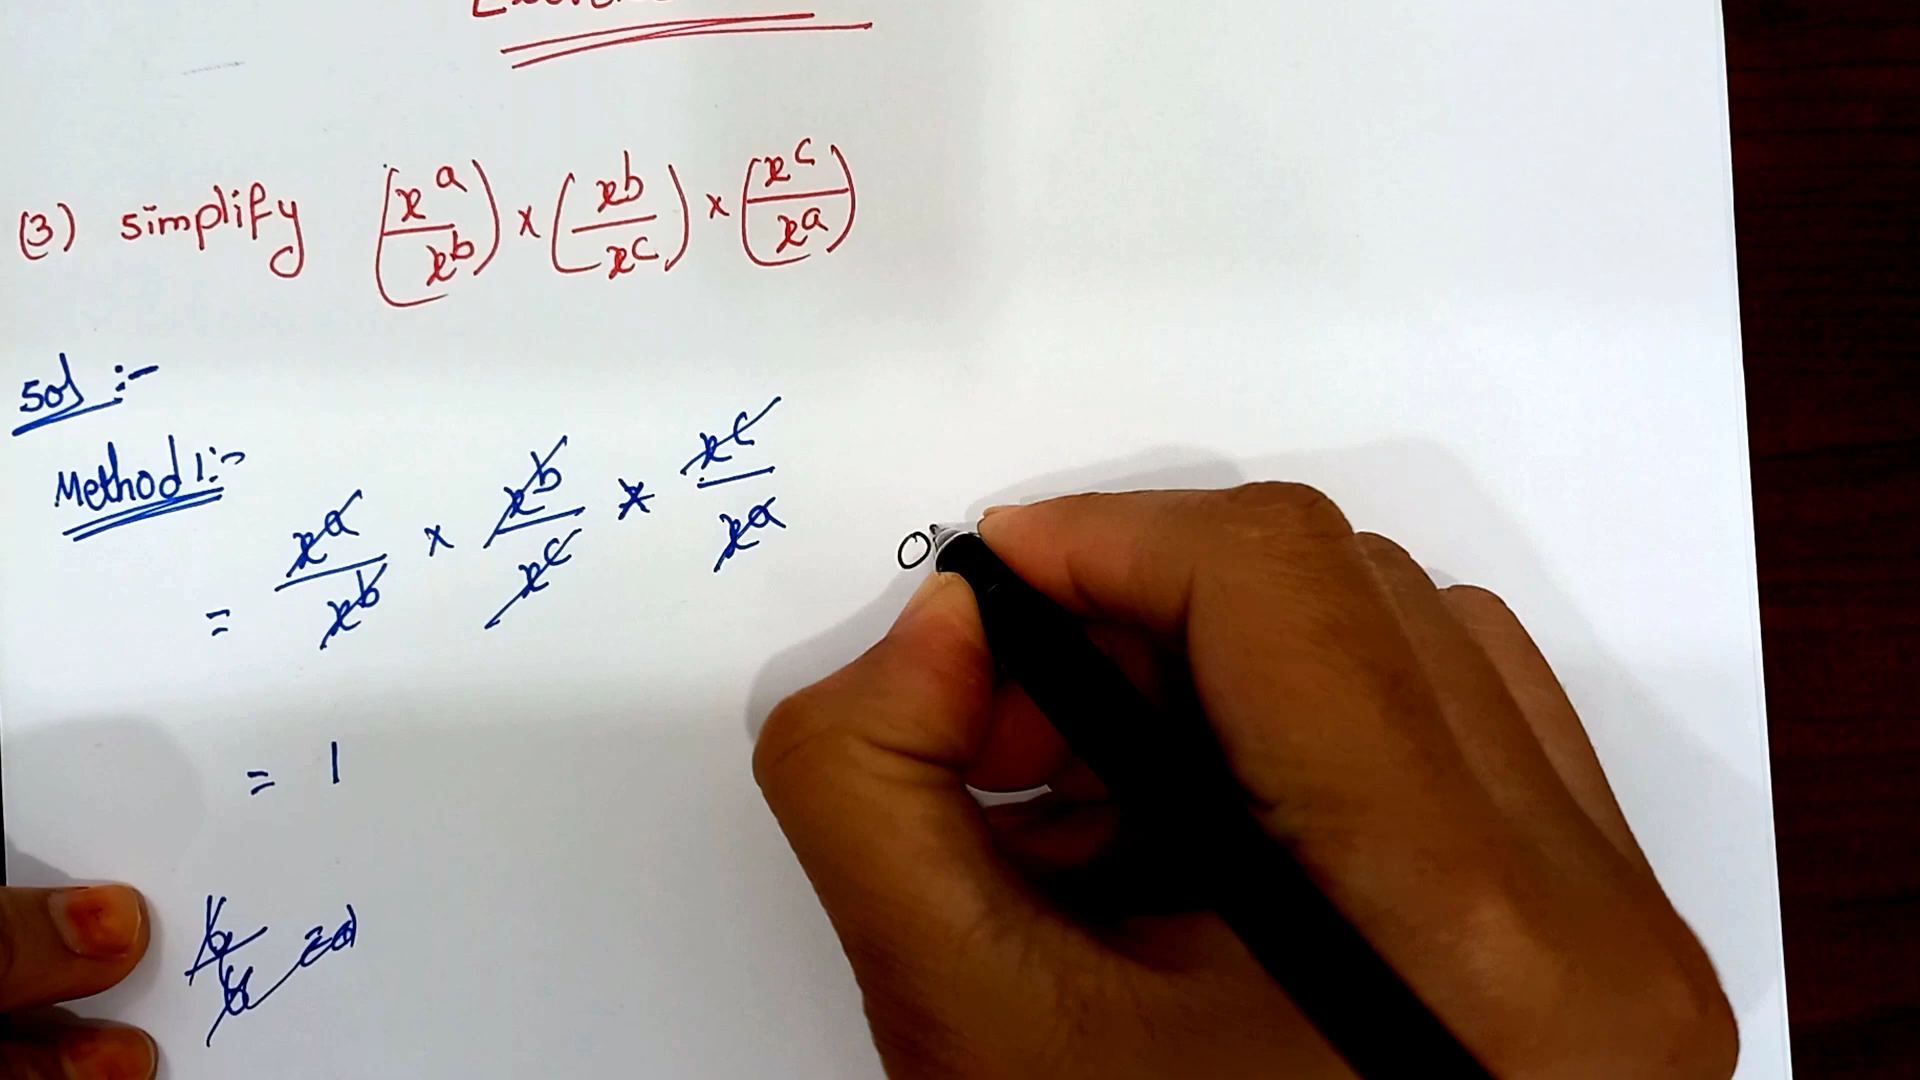 (3) simplify (x^a/x^b) × (x^b/x^c) × (x^c/x^a)
Sol :-
Method 1:-
= x^a/x^b × x^b/x^c × x^c/x^a
= 1